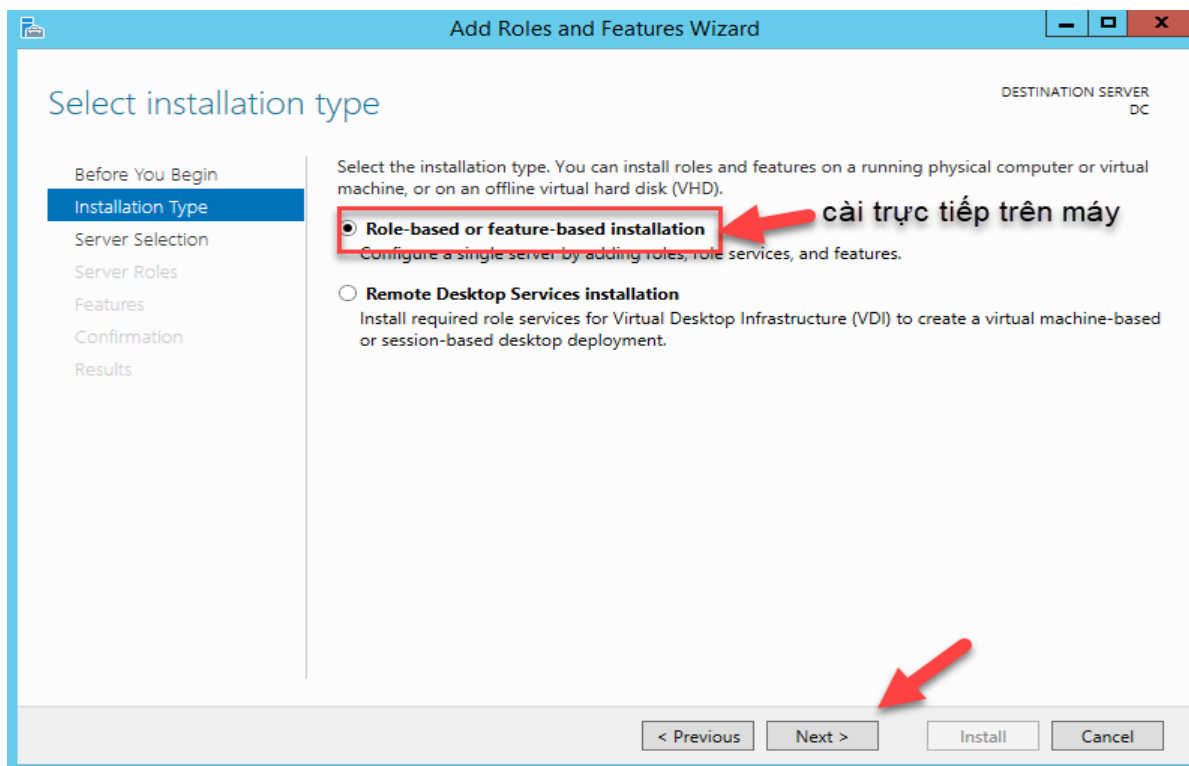 Add Roles and Features Wizard
Select installation type
DESTINATION SERVER
DC
Before You Begin
Installation Type
Server Selection
Server Roles
Features
Confirmation
Results
Select the installation type. You can install roles and features on a running physical computer or virtual
machine, or on an offline virtual hard disk (VHD).
Role-based or feature-based installation
cài trực tiếp trên máy
Configure a single server by adding roles, role services, and features.
Remote Desktop Services installation
Install required role services for Virtual Desktop Infrastructure (VDI) to create a virtual machine-based
or session-based desktop deployment.
< Previous
Next >
Install
Cancel